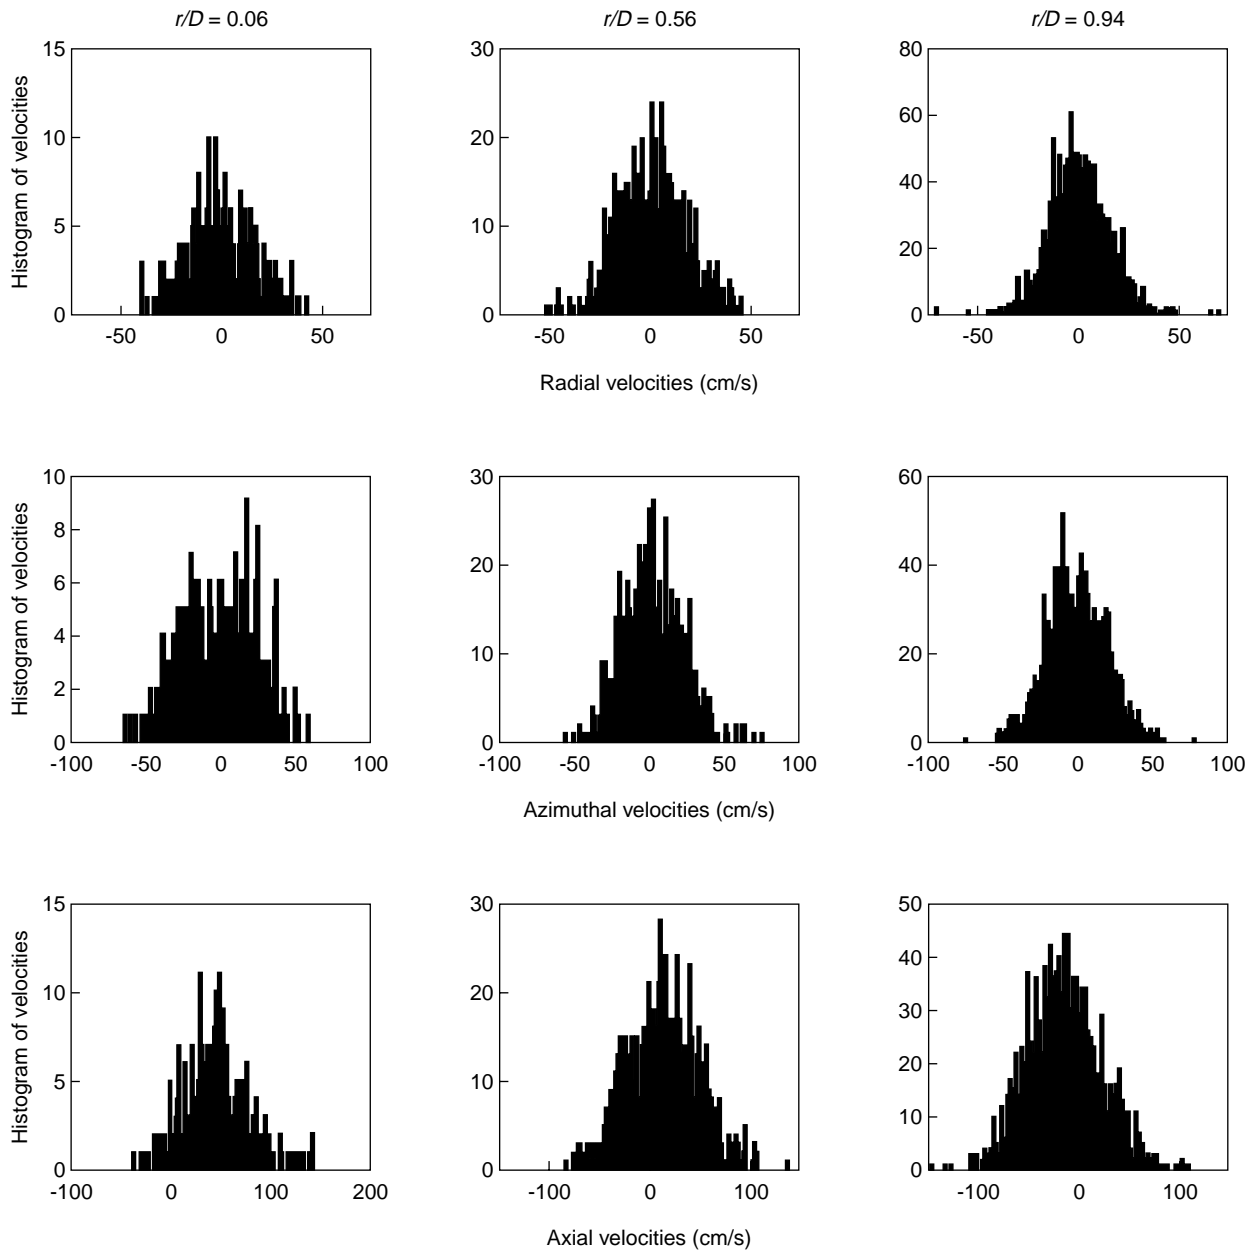 r/D = 0.06 r/D = 0.56 r/D = 0.94
15 30 80
Histogram of velocities
10 20 60
40
5 10 20
0 0 0
-50 0 50 -50 0 50 -50 0 50
Radial velocities (cm/s)
10 30 60
Histogram of velocities
8
6 20 40
4 10 20
2
0 0 0
-100 -50 0 50 100 -100 -50 0 50 100 -100 -50 0 50 100
Azimuthal velocities (cm/s)
15 30 50
Histogram of velocities
40
10 20 30
5 10 20
10
0 0 0
-100 0 100 200 -100 0 100 -100 0 100
Axial velocities (cm/s)